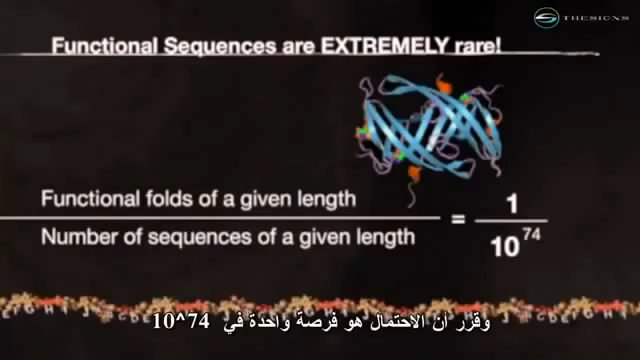 THESIGNS
Functional Sequences are EXTREMELY rare!
Functional folds of a given length
Number of sequences of a given length
= 1
10^74
وقرر أن الاحتمال هو فرصة واحدة في 74^10